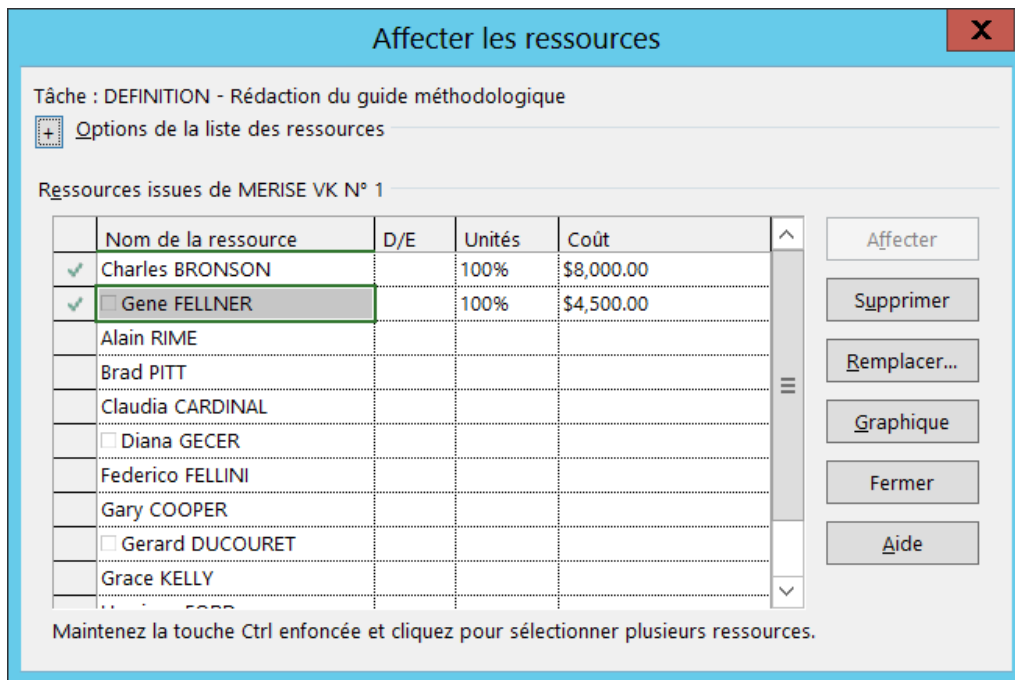 Affecter les ressources
X
Tâche : DEFINITION - Rédaction du guide méthodologique
+ Options de la liste des ressources
Ressources issues de MERISE VK N° 1
Nom de la ressource D/E Unités Coût
Charles BRONSON 100% $8,000.00
Gene FELLNER 100% $4,500.00
Alain RIME
Brad PITT
Claudia CARDINAL
Diana GECER
Federico FELLINI
Gary COOPER
Gerard DUCOURET
Grace KELLY
Affecter
Supprimer
Remplacer...
Graphique
Fermer
Aide
Maintenez la touche Ctrl enfoncée et cliquez pour sélectionner plusieurs ressources.